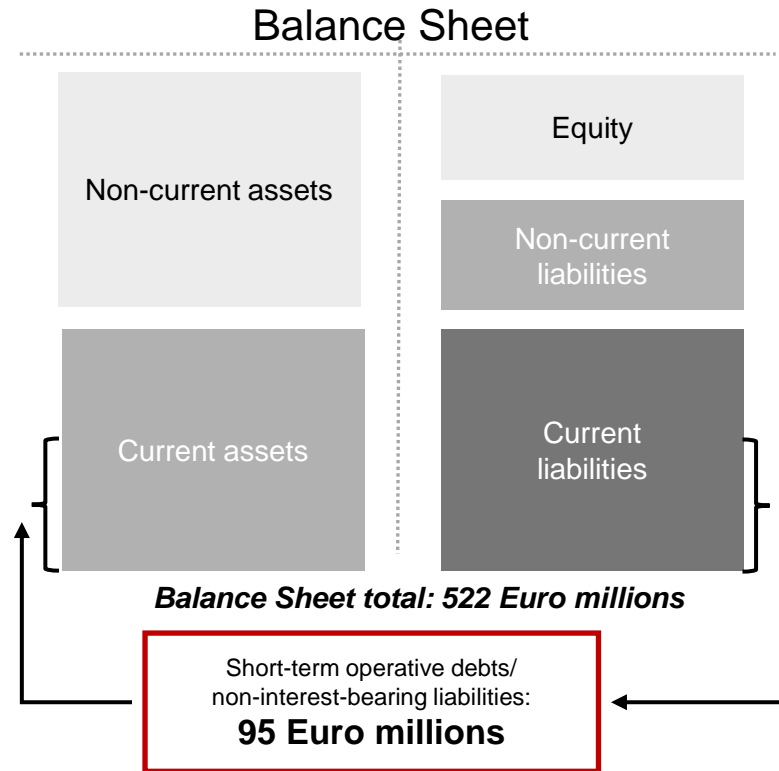 Balance Sheet
Non-current assets
Equity
Non-current
liabilities
Current assets
Current
liabilities
Balance Sheet total: 522 Euro millions
Short-term operative debts/
non-interest-bearing liabilities:
95 Euro millions